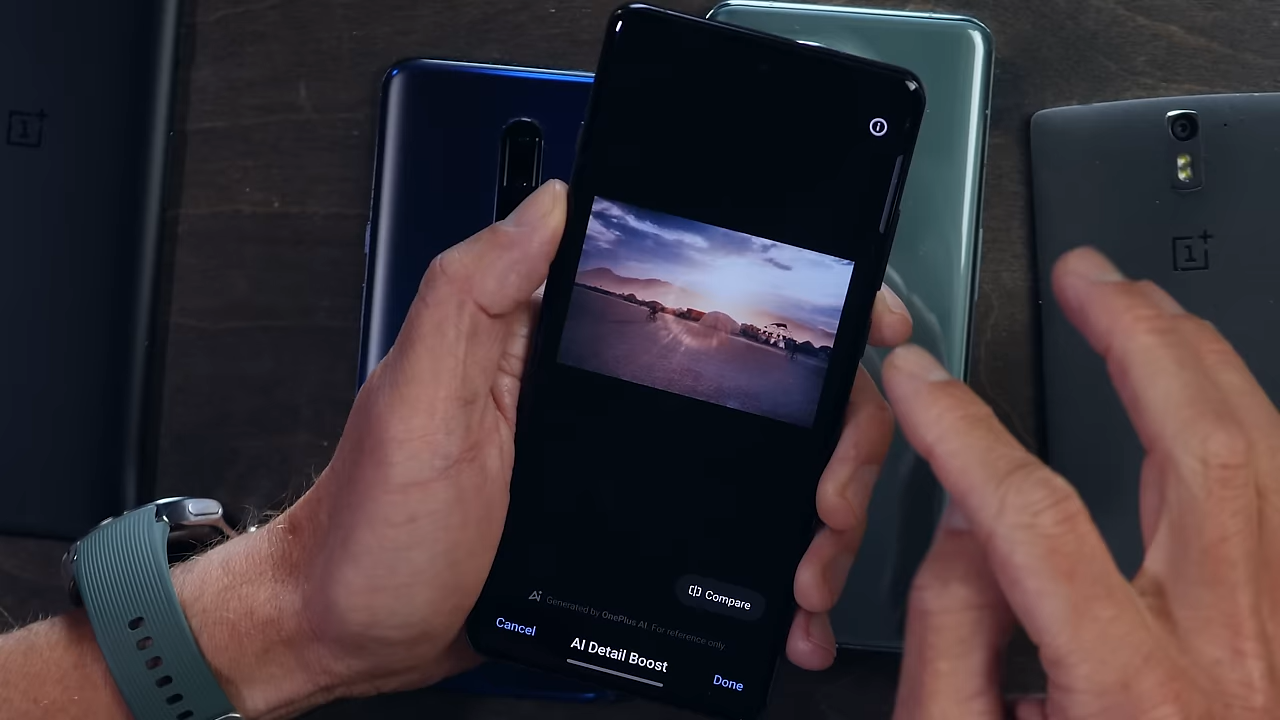 Compare
Generated by OnePlus AI. For reference only.
Cancel
AI Detail Boost
Done